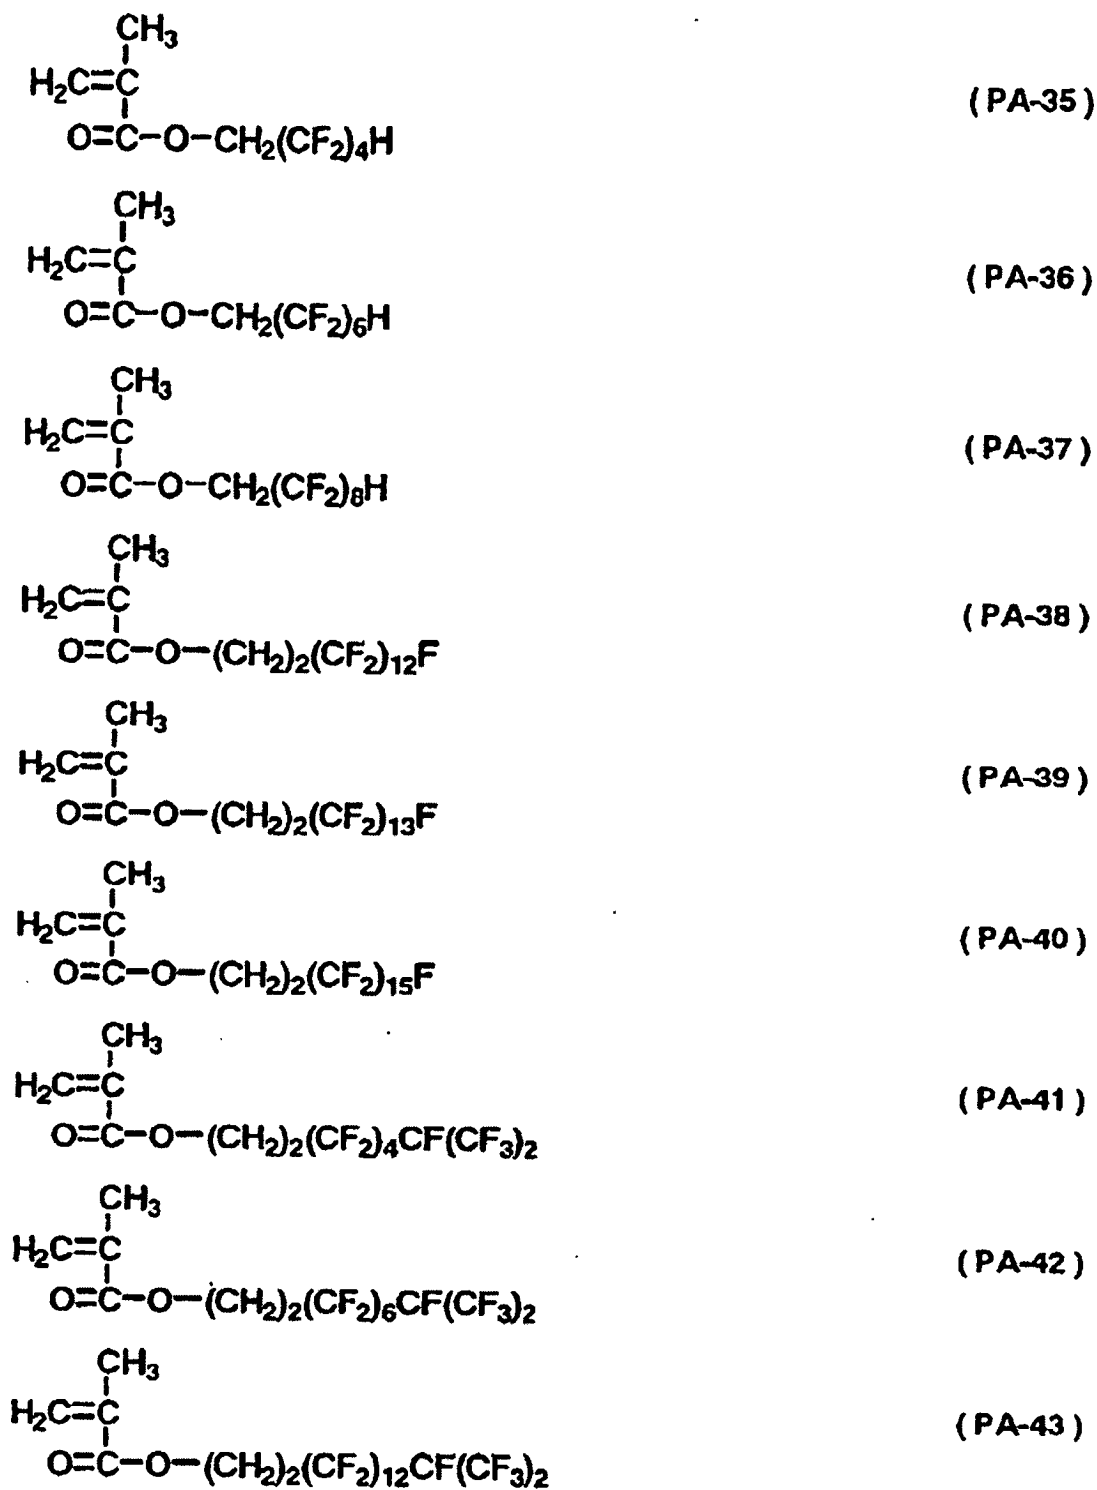 CH3
H2C=C
(PA-35)
O=C-O-CH2(CF2)4H
CH3
H2C=C
(PA-36)
O=C-O-CH2(CF2)6H
CH3
H2C=C
(PA-37)
O=C-O-CH2(CF2)8H
CH3
H2C=C
(PA-38)
O=C-O-(CH2)2(CF2)12F
CH3
H2C=C
(PA-39)
O=C-O-(CH2)2(CF2)13F
CH3
H2C=C
(PA-40)
O=C-O-(CH2)2(CF2)15F
CH3
H2C=C
(PA-41)
O=C-O-(CH2)2(CF2)4CF(CF3)2
CH3
H2C=C
(PA-42)
O=C-O-(CH2)2(CF2)6CF(CF3)2
CH3
H2C=C
(PA-43)
O=C-O-(CH2)2(CF2)12CF(CF3)2